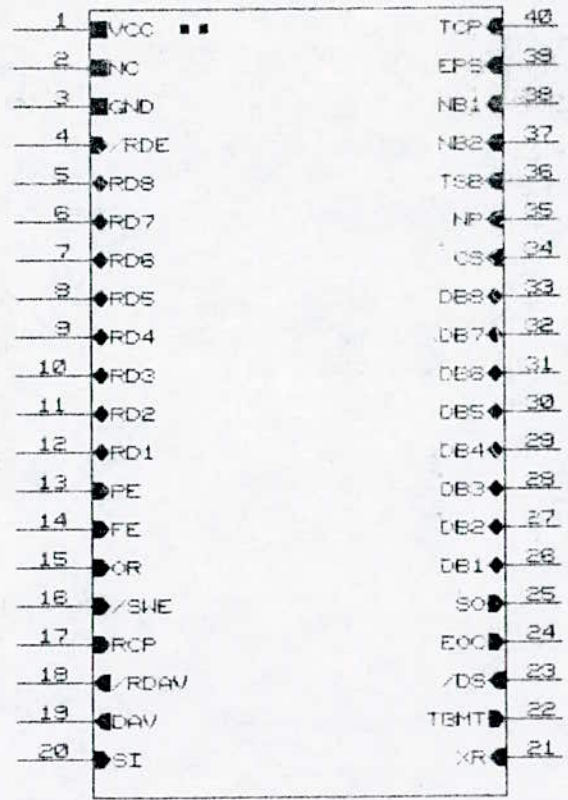 1 VCC TCP 40
2 NC EPS 39
3 GND NB1 38
4 /RDE NB2 37
5 RD8 TSB 36
6 RD7 NP 35
7 RD6 CS 34
8 RD5 DB8 33
9 RD4 DB7 32
10 RD3 DB6 31
11 RD2 DB5 30
12 RD1 DB4 29
13 PE DB3 28
14 FE DB2 27
15 OR DB1 26
16 /SWE SO 25
17 RCP EOC 24
18 /RDAV /DS 23
19 DAV TBMT 22
20 SI XR 21